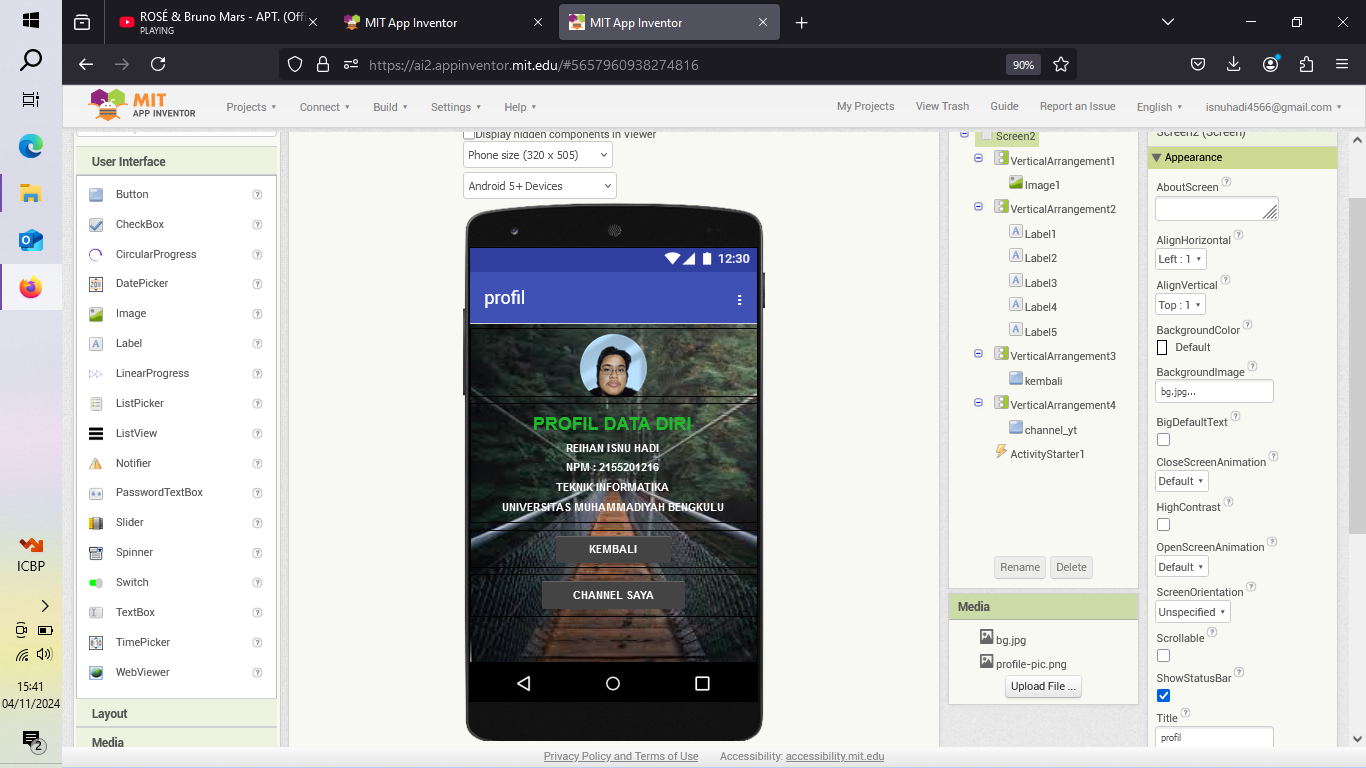 ROSÉ & Bruno Mars - APT. (Offi
PLAYING
MIT App Inventor
MIT App Inventor
https://ai2.appinventor.mit.edu/#5657960938274816
90%
MIT
APP INVENTOR
Projects
Connect
Build
Settings
Help
My Projects
View Trash
Guide
Report an Issue
English
isnuhadi4566@gmail.com
User Interface
Button
CheckBox
CircularProgress
DatePicker
Image
Label
LinearProgress
ListPicker
ListView
Notifier
PasswordTextBox
Slider
Spinner
Switch
TextBox
TimePicker
WebViewer
Layout
Media
Display hidden components in Viewer
Phone size (320 x 505)
Android 5+ Devices
12:30
profil
PROFIL DATA DIRI
REIHAN ISNU HADI
NPM : 2155201216
TEKNIK INFORMATIKA
UNIVERSITAS MUHAMMADIYAH BENGKULU
KEMBALI
CHANNEL SAYA
Screen2
VerticalArrangement1
Image1
VerticalArrangement2
Label1
Label2
Label3
Label4
Label5
VerticalArrangement3
kembali
VerticalArrangement4
channel_yt
ActivityStarter1
Rename
Delete
Media
bg.jpg
profile-pic.png
Upload File ...
Screen2 (Screen)
Appearance
AboutScreen
AlignHorizontal
Left : 1
AlignVertical
Top : 1
BackgroundColor
Default
BackgroundImage
bg.jpg...
BigDefaultText
CloseScreenAnimation
Default
HighContrast
OpenScreenAnimation
Default
ScreenOrientation
Unspecified
Scrollable
ShowStatusBar
Title
profil
Privacy Policy and Terms of Use
Accessibility: accessibility.mit.edu
ICBP
15:41
04/11/2024
2